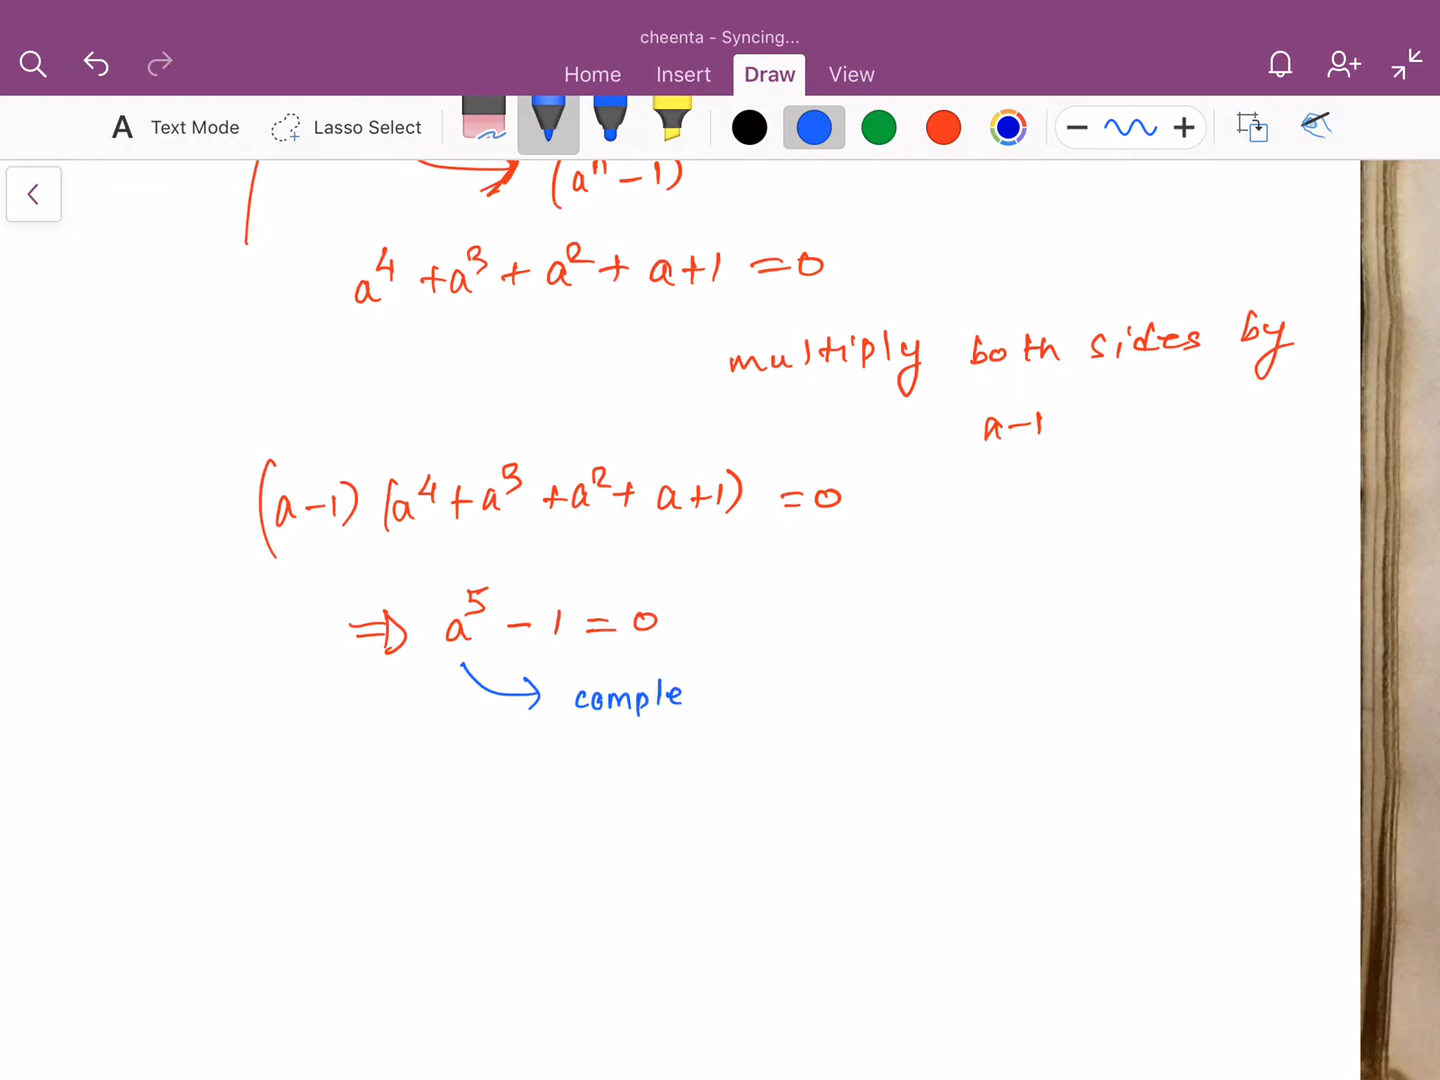 cheenta - Syncing...
Home Insert Draw View
A Text Mode Lasso Select
(aⁿ - 1)
a⁴ + a³ + a² + a + 1 = 0
multiply both sides by
a - 1
(a - 1) (a⁴ + a³ + a² + a + 1) = 0
⇒ a⁵ - 1 = 0
comple